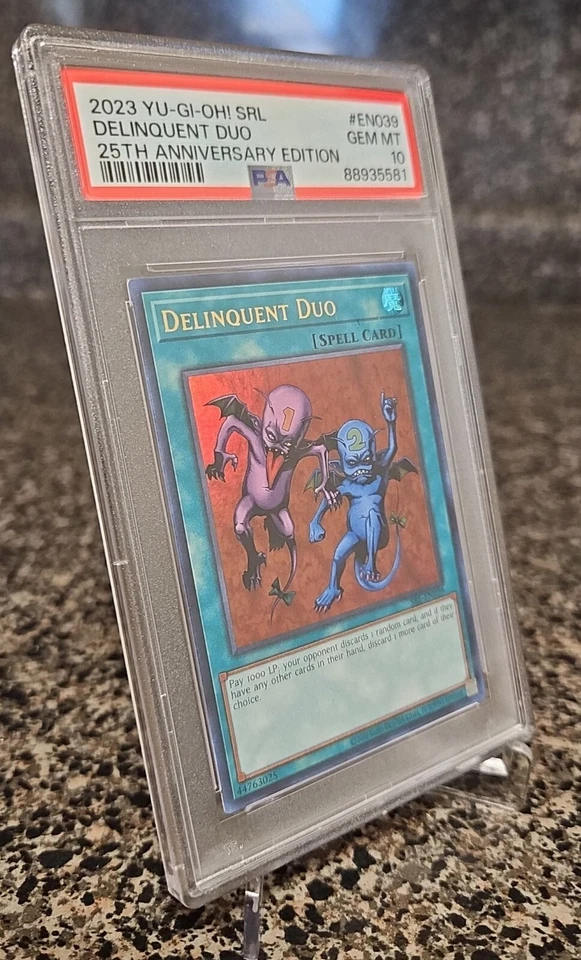 2023 YU-GI-OH! SRL #EN039
DELINQUENT DUO GEM MT
25TH ANNIVERSARY EDITION 10
PSA 88935581
DELINQUENT DUO 魔
[SPELL CARD]
1
2
Pay 1000 LP; your opponent discards 1 random card, and if they
have any other cards in their hand, discard 1 more card of their
choice.
44763025